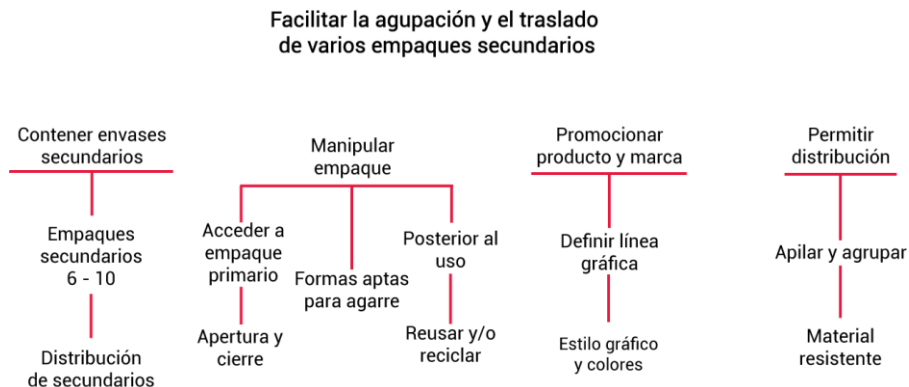 Facilitar la agupación y el traslado
de varios empaques secundarios
Contener envases
secundarios
Empaques
secundarios
6 - 10
Distribución
de secundarios
Manipular
empaque
Acceder a
empaque
primario
Apertura y
cierre
Formas aptas
para agarre
Posterior al
uso
Reusar y/o
reciclar
Promocionar
producto y marca
Definir línea
gráfica
Estilo gráfico
y colores
Permitir
distribución
Apilar y agrupar
Material
resistente